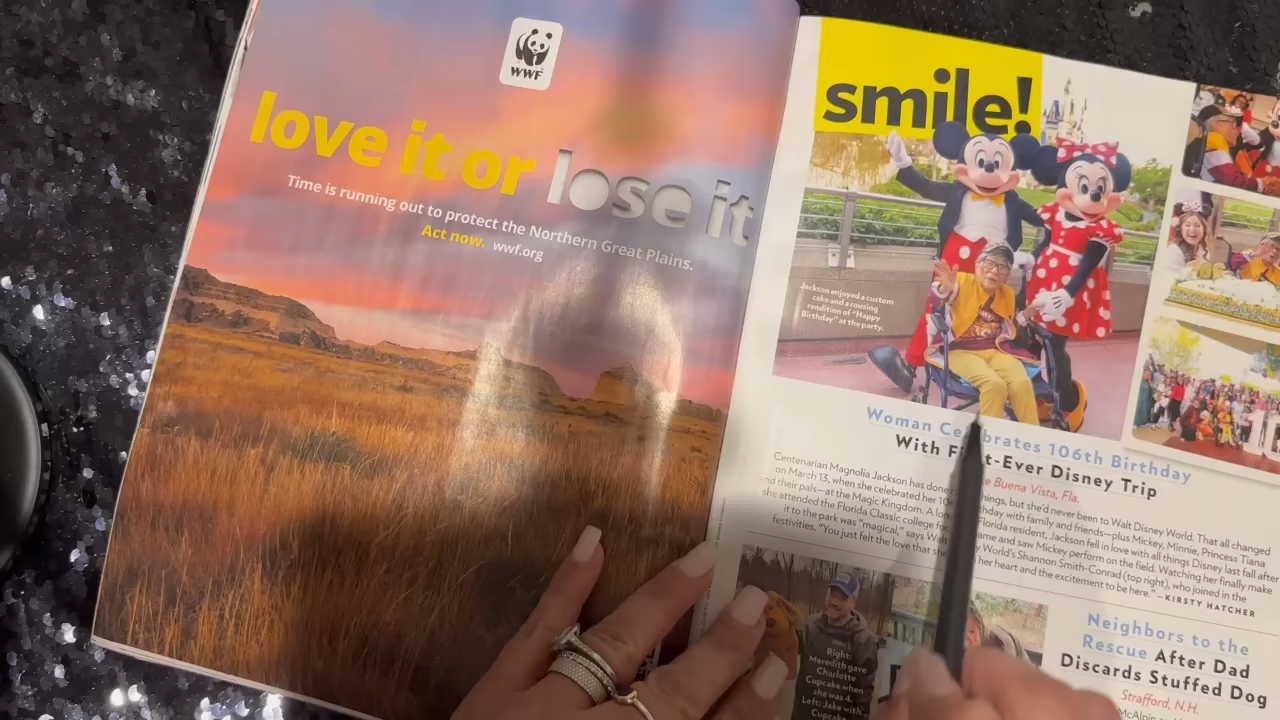 WWF
love it or lose it
Time is running out to protect the Northern Great Plains.
Act now. wwf.org
smile!
Jackson enjoyed a custom
cake and a rousing
rendition of "Happy
Birthday" at the party.
Woman Celebrates 106th Birthday
With First-Ever Disney Trip
Buena Vista, Fla.
Centenarian Magnolia Jackson has done things, but she'd never been to Walt Disney World. That all changed
on March 13, when she celebrated her birthday with family and friends—plus Mickey, Minnie, Princess Tiana
and their pals—at the Magic Kingdom. A Florida resident, Jackson fell in love with all things Disney last fall after
she attended the Florida Classic college game and saw Mickey perform on the field. Watching her finally make
it to the park was "magical," says World's Shannon Smith-Conrad (top right), who joined in the
festivities. "You just felt the love that her heart and the excitement to be here." —KIRSTY HATCHER
Right:
Meredith gave
Charlotte
Cupcake when
she was 4.
Left: Jake with
Cupcake
Neighbors to the
Rescue After Dad
Discards Stuffed Dog
Strafford, N.H.
McAlpin